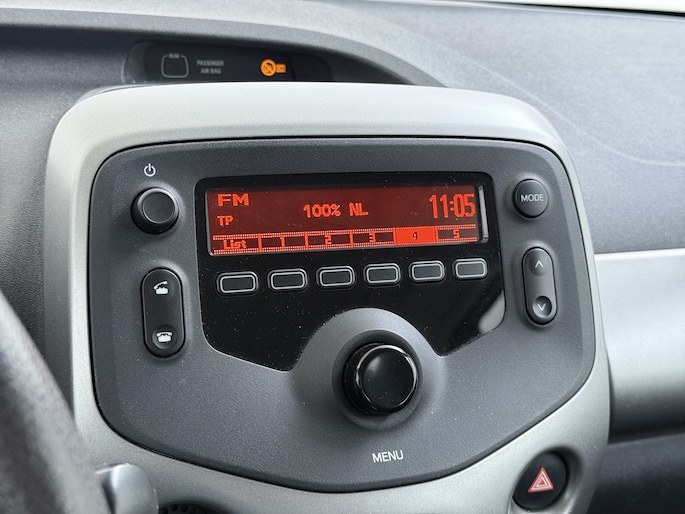 PASSENGER
AIR BAG
FM
TP
100% NL
11:05
List 1 2 3 4 5
MODE
MENU